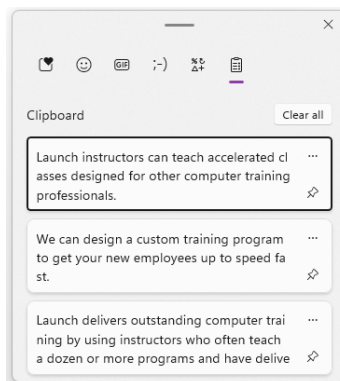 GIF
;-)
Clipboard
Clear all
Launch instructors can teach accelerated cl
asses designed for other computer training
professionals.
We can design a custom training program
to get your new employees up to speed fa
st.
Launch delivers outstanding computer trai
ning by using instructors who often teach
a dozen or more programs and have delive